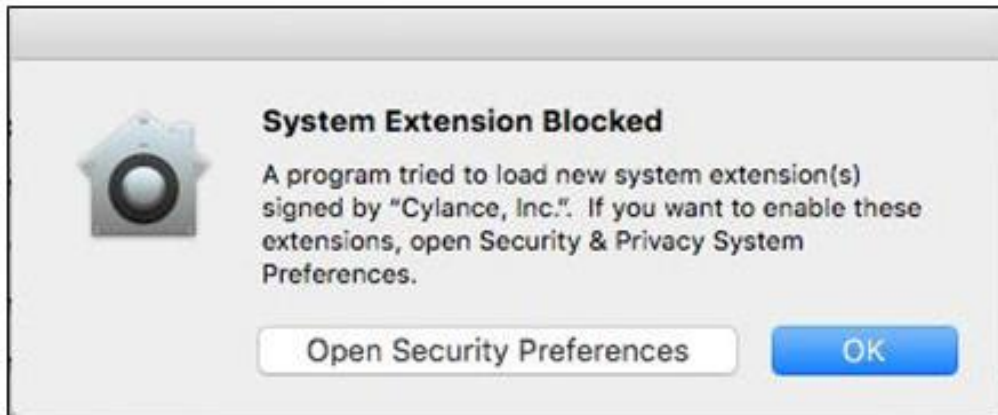 System Extension Blocked
A program tried to load new system extension(s)
signed by “Cylance, Inc.”.  If you want to enable these
extensions, open Security & Privacy System
Preferences.
Open Security Preferences
OK